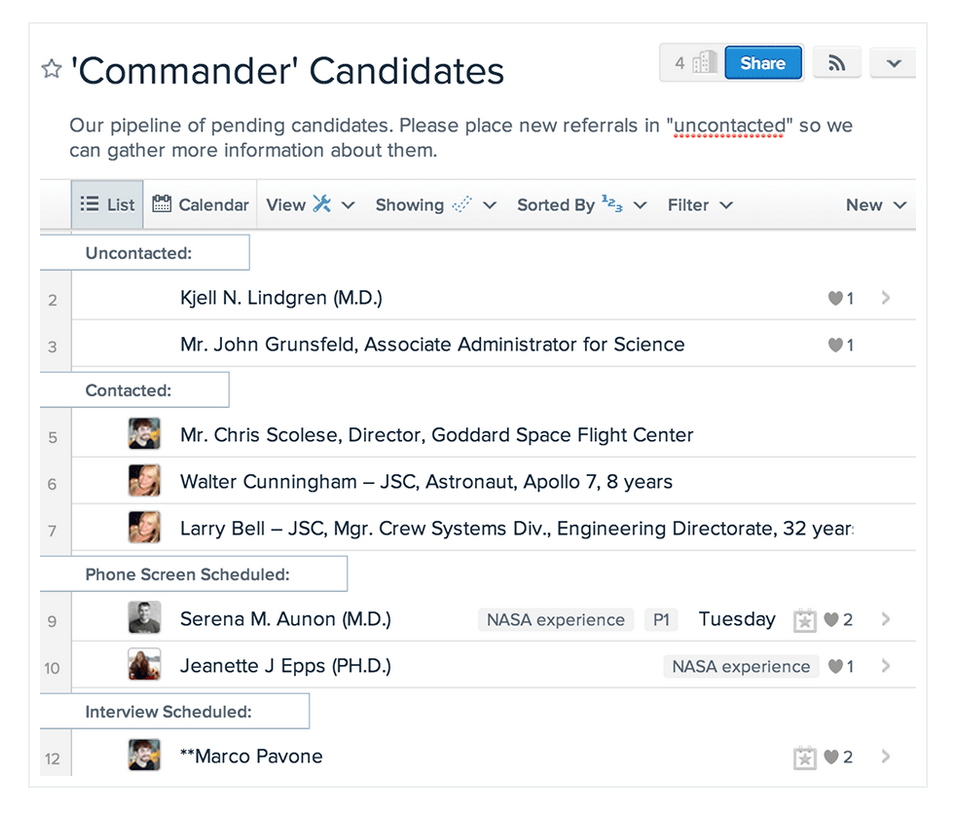 'Commander' Candidates
4
Share
Our pipeline of pending candidates. Please place new referrals in "uncontacted" so we
can gather more information about them.
List Calendar View Showing Sorted By 123 Filter New
Uncontacted:
2 Kjell N. Lindgren (M.D.) 1
3 Mr. John Grunsfeld, Associate Administrator for Science 1
Contacted:
5 Mr. Chris Scolese, Director, Goddard Space Flight Center
6 Walter Cunningham – JSC, Astronaut, Apollo 7, 8 years
7 Larry Bell – JSC, Mgr. Crew Systems Div., Engineering Directorate, 32 years
Phone Screen Scheduled:
9 Serena M. Aunon (M.D.) NASA experience P1 Tuesday 2
10 Jeanette J Epps (PH.D.) NASA experience 1
Interview Scheduled:
12 **Marco Pavone 2